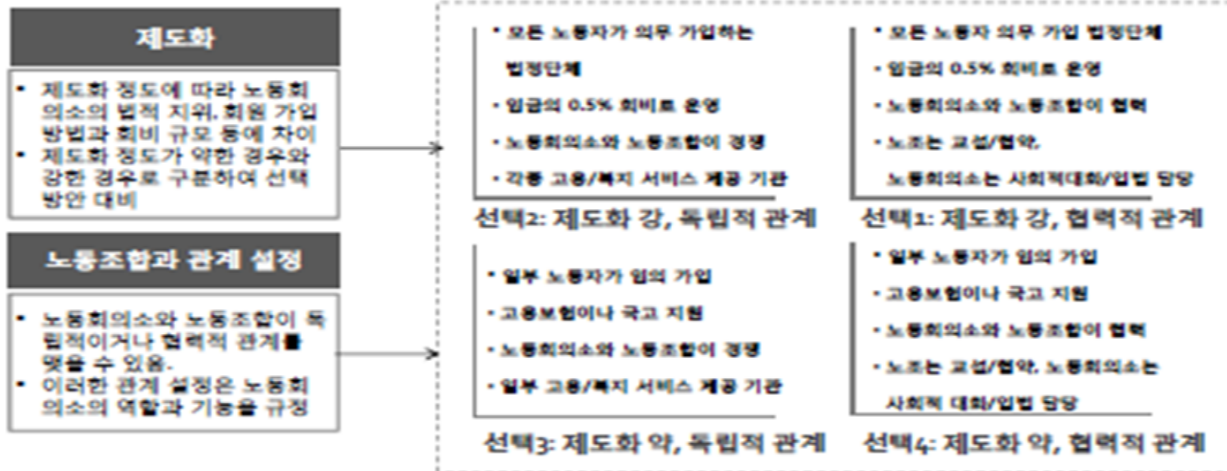 제도화
• 제도화 정도에 따라 노동회
의소의 법적 지위, 회원 가입
방법과 회비 규모 등에 차이
• 제도화 정도가 약한 경우와
강한 경우로 구분하여 선택
방안 대비
노동조합과 관계 설정
• 노동회의소와 노동조합이 독
립적이거나 협력적 관계를
맺을 수 있음.
• 이러한 관계 설정은 노동회
의소의 역할과 기능을 규정
• 모든 노동자가 의무 가입하는
법정단체
• 임금의 0.5% 회비로 운영
• 노동회의소와 노동조합이 경쟁
• 각종 고용/복지 서비스 제공 기관
선택2: 제도화 강, 독립적 관계
• 모든 노동자 의무 가입 법정단체
• 임금의 0.5% 회비로 운영
• 노동회의소와 노동조합이 협력
• 노조는 교섭/협약,
노동회의소는 사회적대화/입법 담당
선택1: 제도화 강, 협력적 관계
• 일부 노동자가 임의 가입
• 고용보험이나 국고 지원
• 노동회의소와 노동조합이 경쟁
• 일부 고용/복지 서비스 제공 기관
선택3: 제도화 약, 독립적 관계
• 일부 노동자가 임의 가입
• 고용보험이나 국고 지원
• 노동회의소와 노동조합이 협력
• 노조는 교섭/협약, 노동회의소는
사회적 대화/입법 담당
선택4: 제도화 약, 협력적 관계